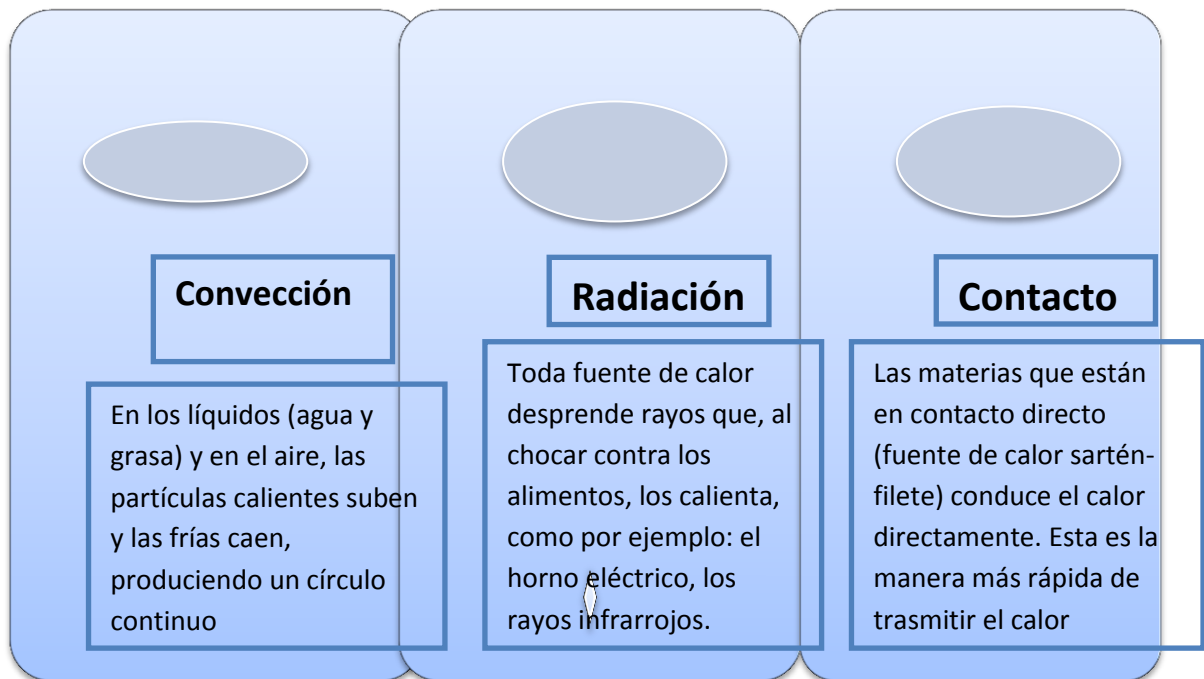 Convección
En los líquidos (agua y
grasa) y en el aire, las
partículas calientes suben
y las frías caen,
produciendo un círculo
continuo
Radiación
Toda fuente de calor
desprende rayos que, al
chocar contra los
alimentos, los calienta,
como por ejemplo: el
horno eléctrico, los
rayos infrarrojos.
Contacto
Las materias que están
en contacto directo
(fuente de calor sartén-
filete) conduce el calor
directamente. Esta es la
manera más rápida de
trasmitir el calor